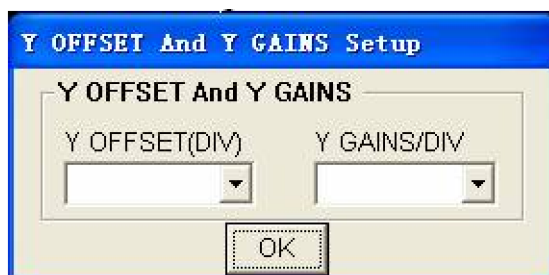 Y OFFSET And Y GAINS Setup
Y OFFSET And Y GAINS
Y OFFSET(DIV) Y GAINS/DIV
OK